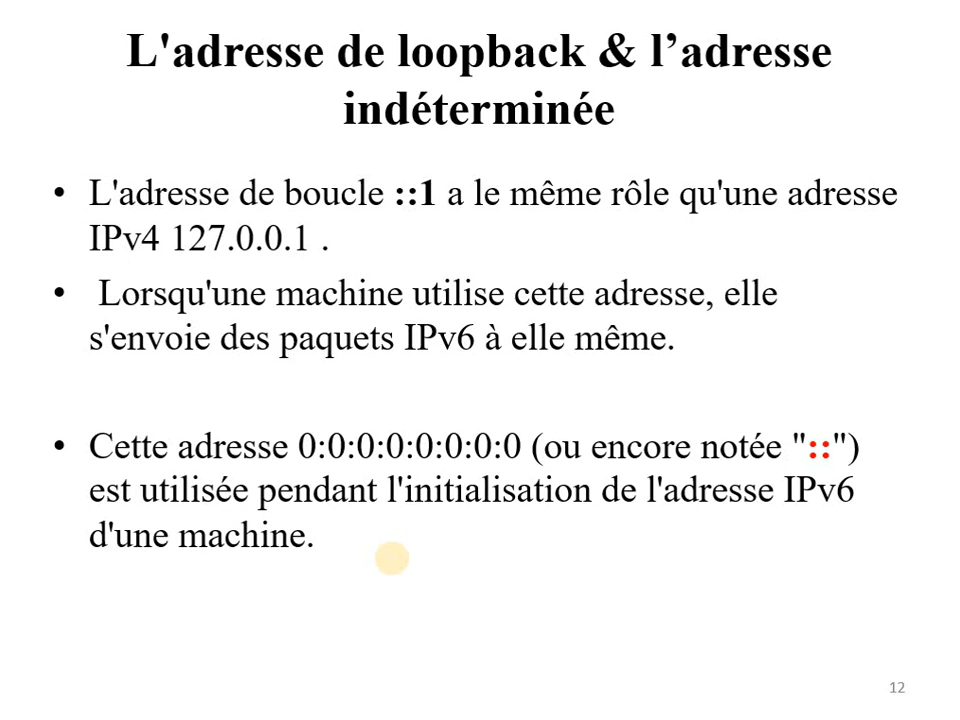 L'adresse de loopback & l’adresse
indéterminée
• L'adresse de boucle ::1 a le même rôle qu'une adresse
IPv4 127.0.0.1 .
• Lorsqu'une machine utilise cette adresse, elle
s'envoie des paquets IPv6 à elle même.
• Cette adresse 0:0:0:0:0:0:0:0 (ou encore notée "::")
est utilisée pendant l'initialisation de l'adresse IPv6
d'une machine.
12